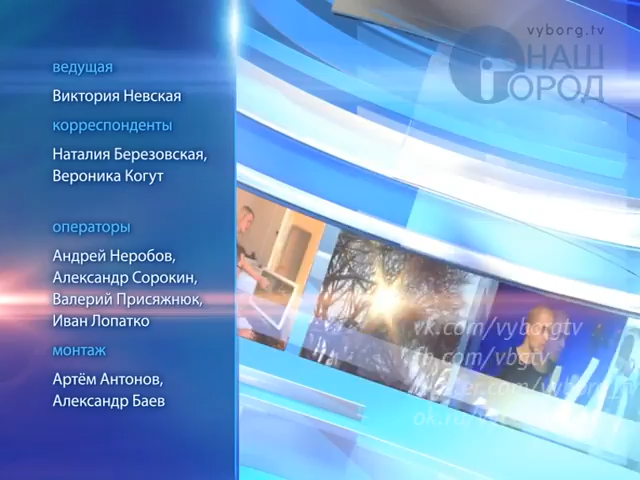 vyborg.tv
НАШ
ГОРОД
ведущая
Виктория Невская
корреспонденты
Наталия Березовская,
Вероника Когут
операторы
Андрей Неробов,
Александр Сорокин,
Валерий Присяжнюк,
Иван Лопатко
монтаж
Артём Антонов,
Александр Баев
vk.com/vyborgtv
fb.com/vbgtv